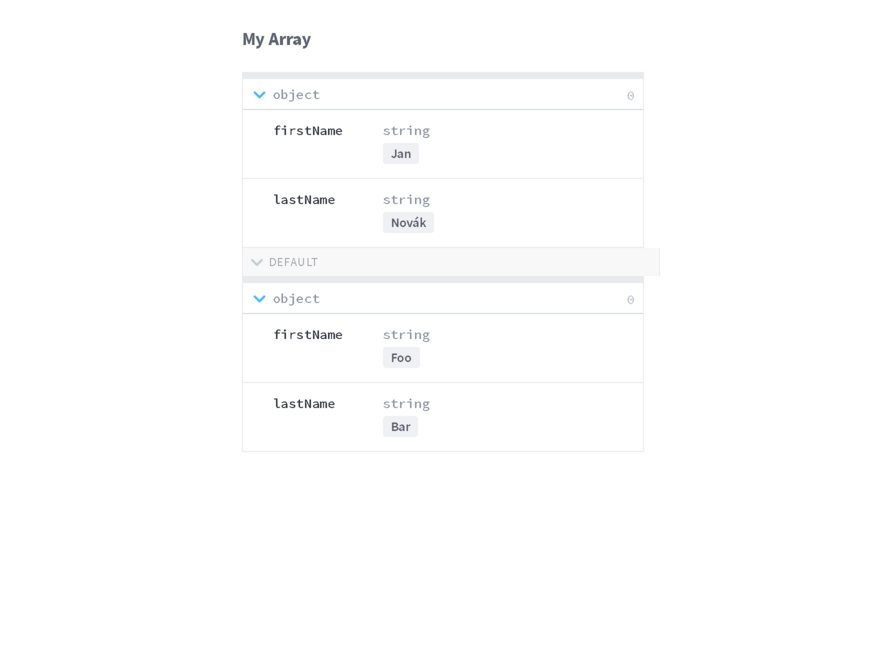 My Array
object 0
firstName string
Jan
lastName string
Novák
DEFAULT
object 0
firstName string
Foo
lastName string
Bar